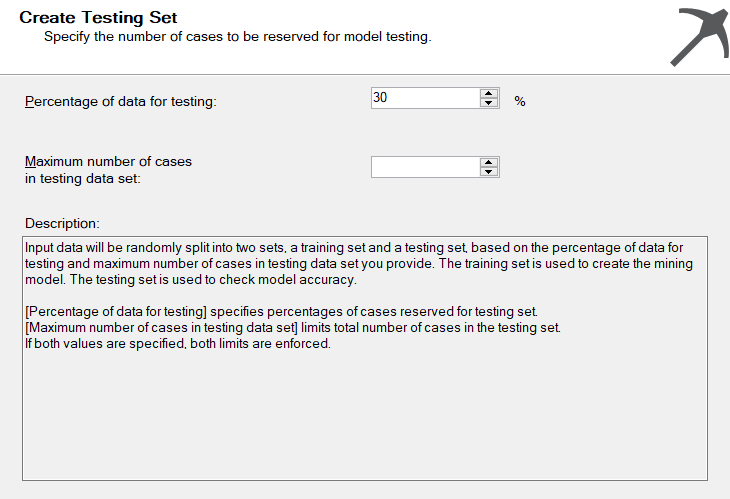 Create Testing Set
Specify the number of cases to be reserved for model testing.
Percentage of data for testing:
30
%
Maximum number of cases
in testing data set:
Description:
Input data will be randomly split into two sets, a training set and a testing set, based on the percentage of data for
testing and maximum number of cases in testing data set you provide. The training set is used to create the mining
model. The testing set is used to check model accuracy.
[Percentage of data for testing] specifies percentages of cases reserved for testing set.
[Maximum number of cases in testing data set] limits total number of cases in the testing set.
If both values are specified, both limits are enforced.